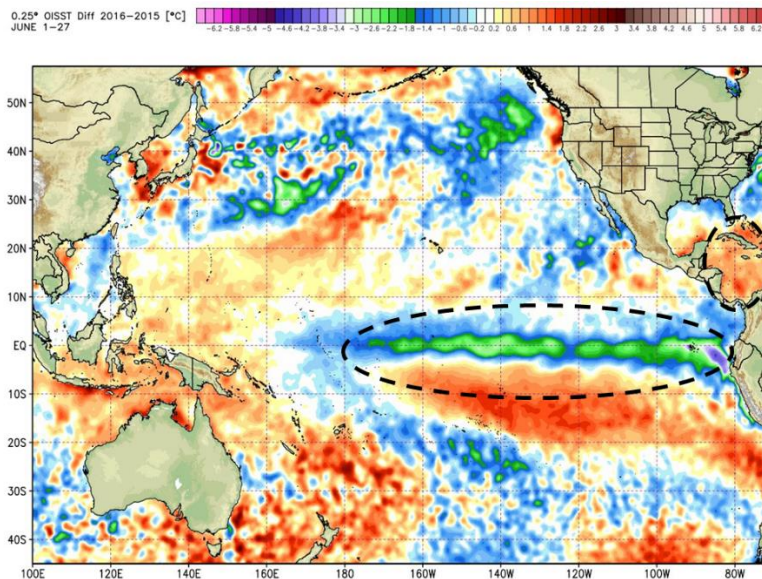 0.25° OISST Diff 2016-2015 [°C]
JUNE 1-27
-6.2 -5.8 -5.4 -5 -4.6 -4.2 -3.8 -3.4 -3 -2.6 -2.2 -1.8 -1.4 -1 -0.6 -0.2 0.2 0.6 1 1.4 1.8 2.2 2.6 3 3.4 3.8 4.2 4.6 5 5.4 5.8 6.2
50N
40N
30N
20N
10N
EQ
10S
20S
30S
40S
100E 120E 140E 160E 180 160W 140W 120W 100W 80W